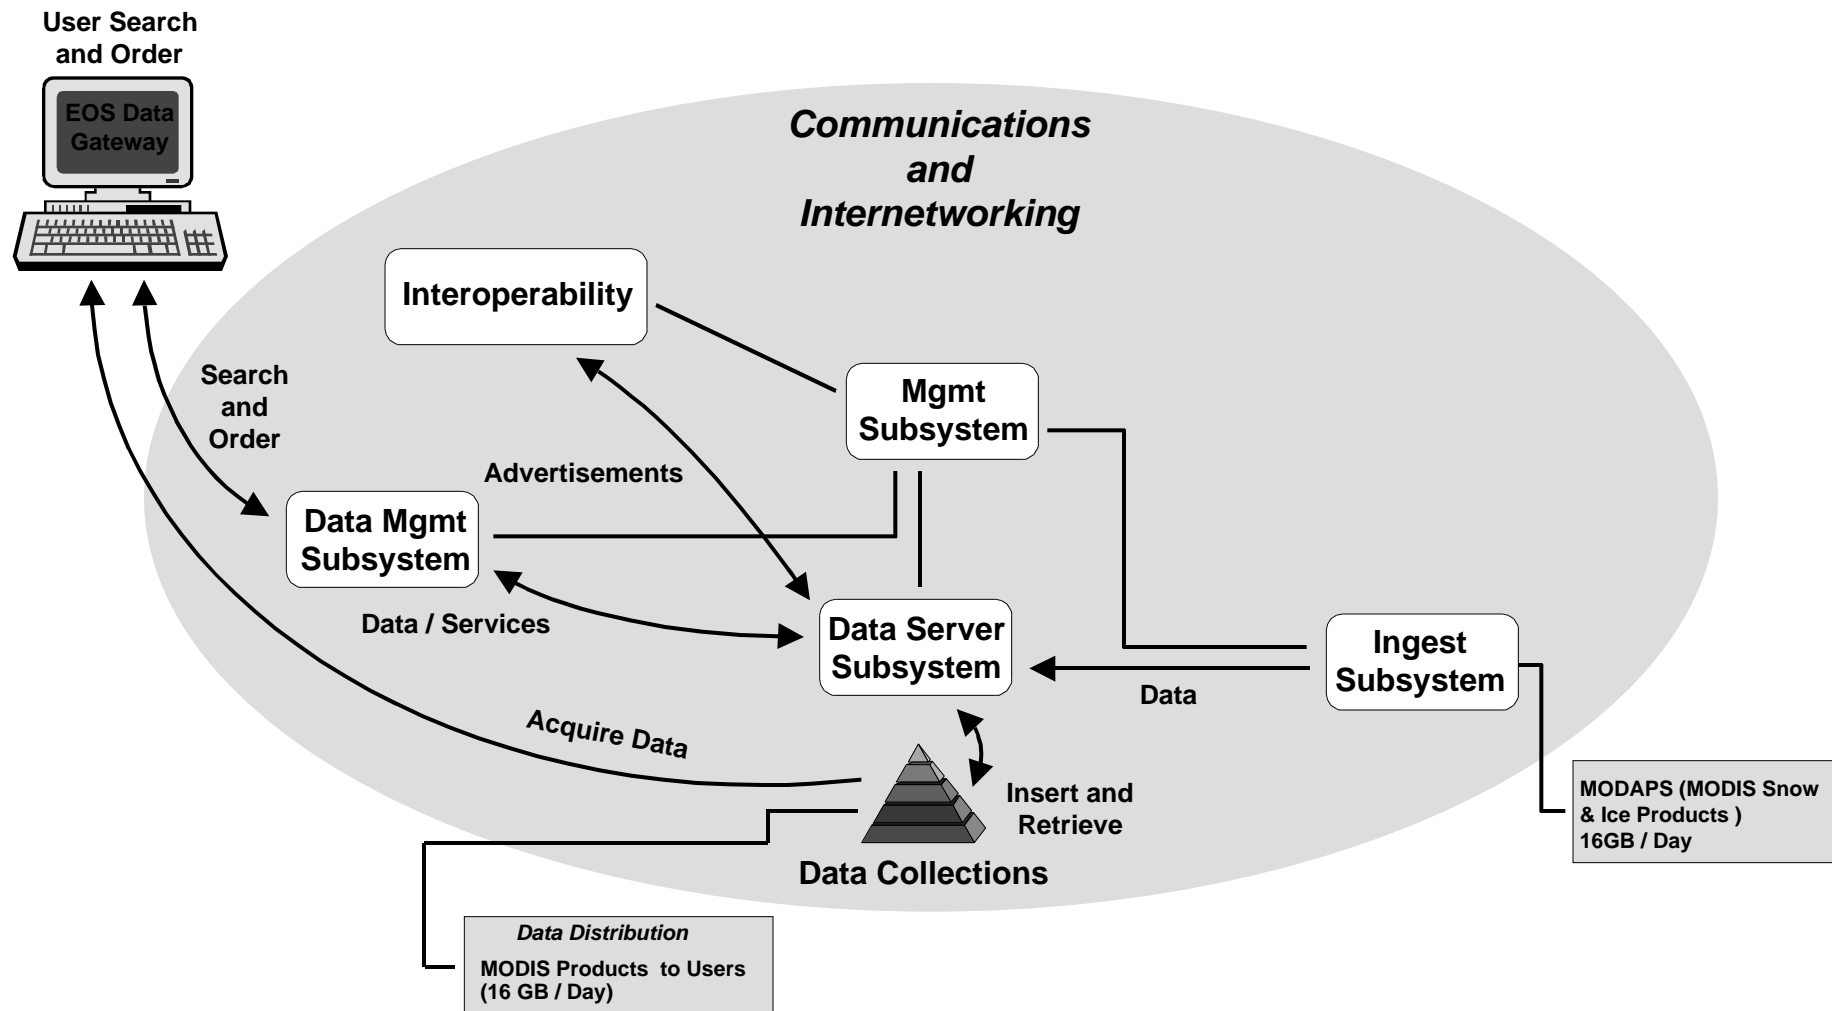 User Search
and Order
EOS Data
Gateway
Communications
and
Internetworking
Interoperability
Mgmt
Subsystem
Search
and
Order
Advertisements
Data Mgmt
Subsystem
Data / Services
Data Server
Subsystem
Ingest
Subsystem
Data
Acquire Data
Insert and
Retrieve
Data Collections
MODAPS (MODIS Snow
& Ice Products )
16GB / Day
Data Distribution
MODIS Products to Users
(16 GB / Day)